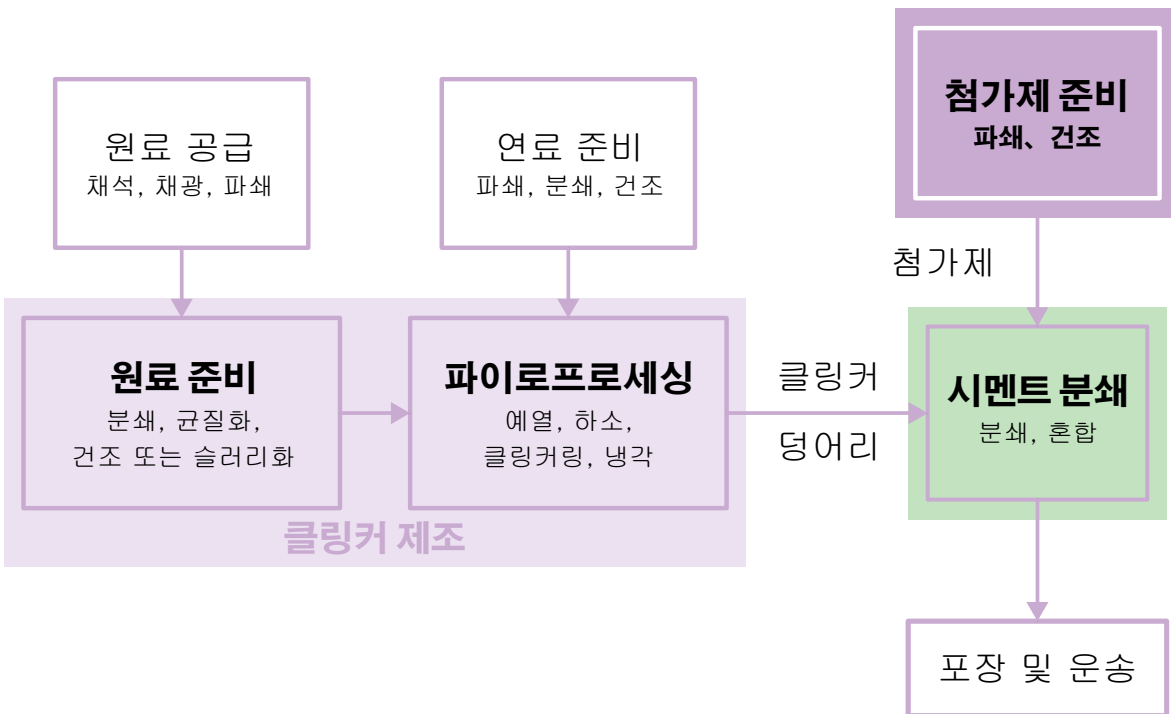 원료 공급
채석, 채광, 파쇄
연료 준비
파쇄, 분쇄, 건조
첨가제 준비
파쇄、건조
첨가제
원료 준비
분쇄, 균질화,
건조 또는 슬러리화
파이로프로세싱
예열, 하소,
클링커링, 냉각
클링커
덩어리
시멘트 분쇄
분쇄, 혼합
클링커 제조
포장 및 운송